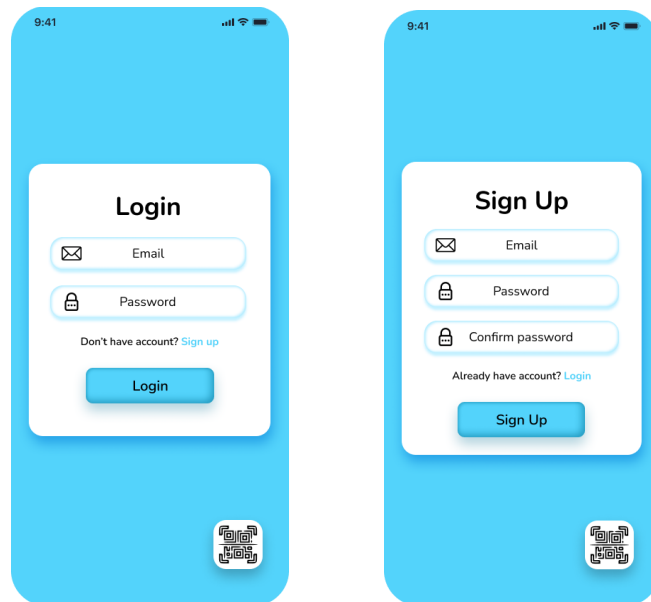 9:41
Login
Email
Password
Don't have account? Sign up
Login
9:41
Sign Up
Email
Password
Confirm password
Already have account? Login
Sign Up